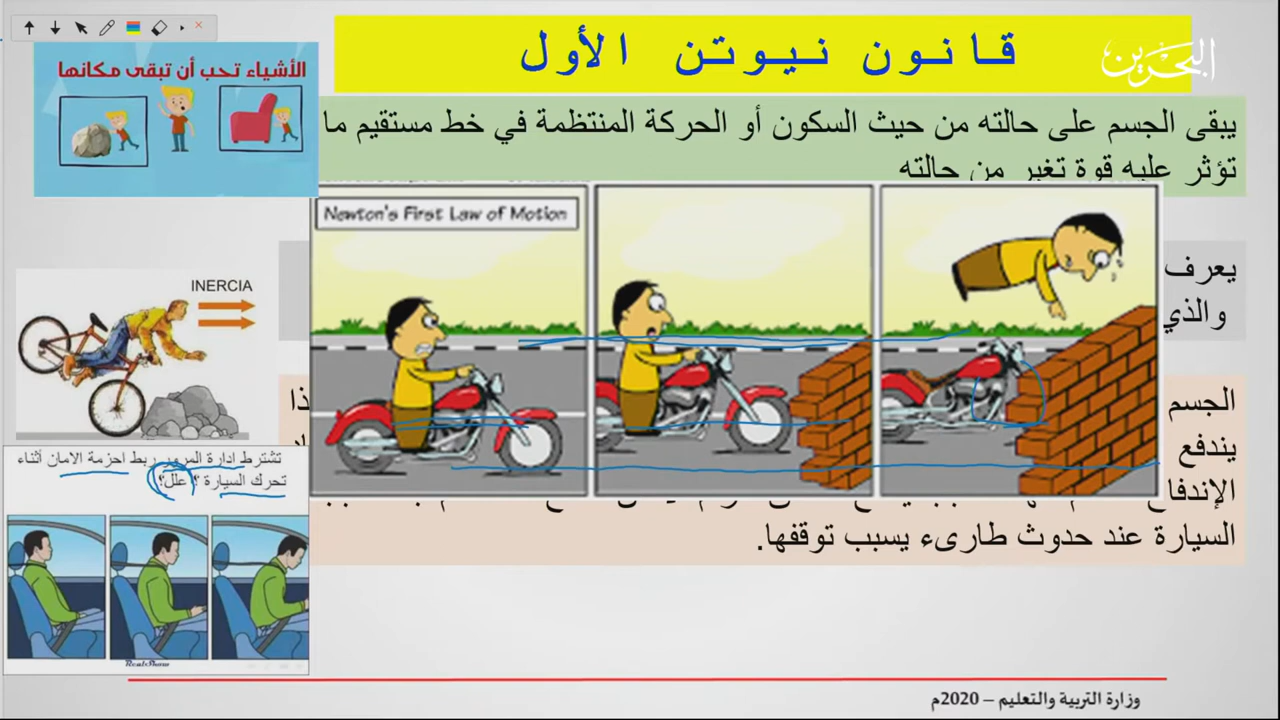 قانون نيوتن الأول
البحرين
الأشياء تحب أن تبقى مكانها
يبقى الجسم على حالته من حيث السكون أو الحركة المنتظمة في خط مستقيم ما
تؤثر عليه قوة تغير من حالته
Newton's First Law of Motion
يعرف
والذي
INERCIA
الجسم
يندفع
الإندفا
السيارة عند حدوث طارىء يسبب توقفها.
تشترط ادارة المرور ربط احزمة الامان أثناء
تحرك السيارة ؟ علل؟
RealShow
وزارة التربية والتعليم – 2020م